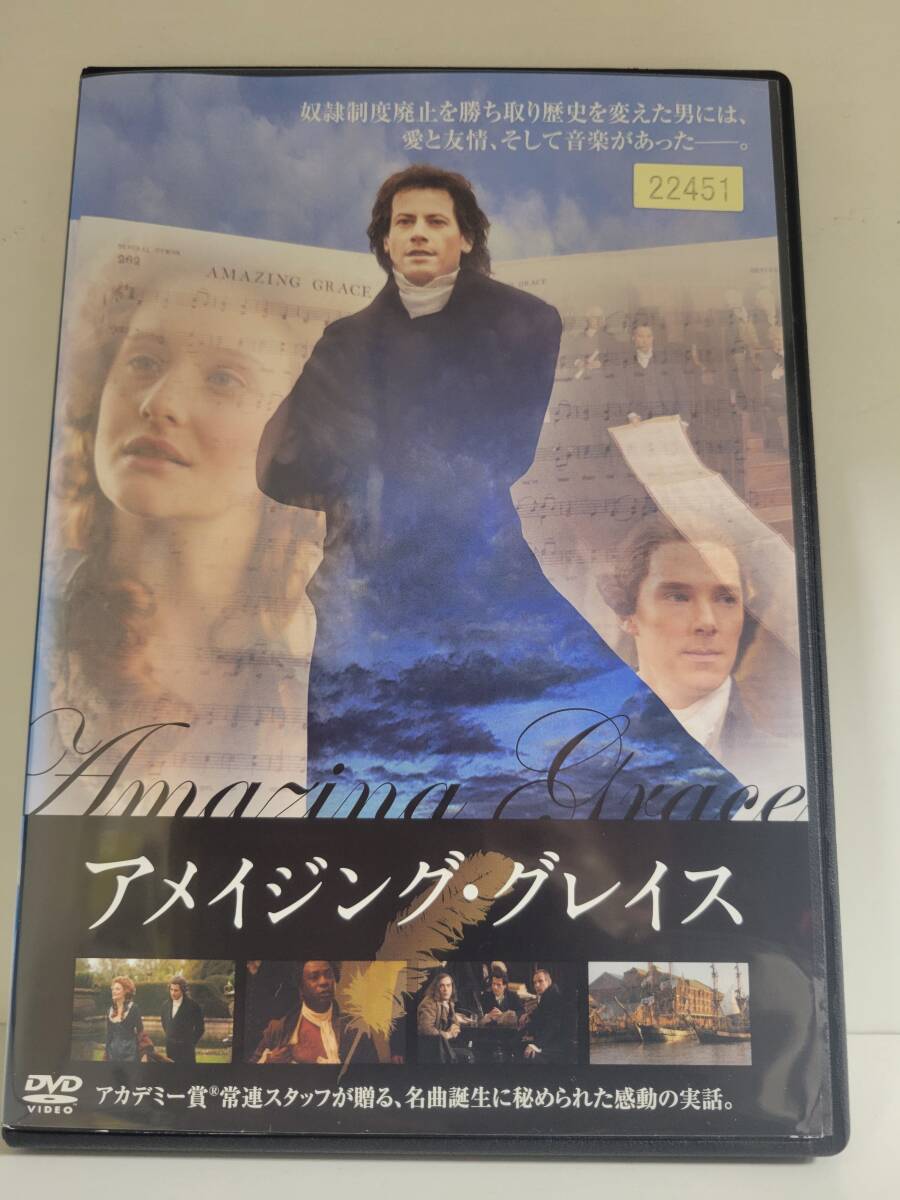 奴隷制度廃止を勝ち取り歴史を変えた男には、
愛と友情、そして音楽があった——。
22451
262
AMAZING GRACE
GRACE
Amazing Grace
アメイジング・グレイス
DVD
VIDEO
アカデミー賞®常連スタッフが贈る、名曲誕生に秘められた感動の実話。